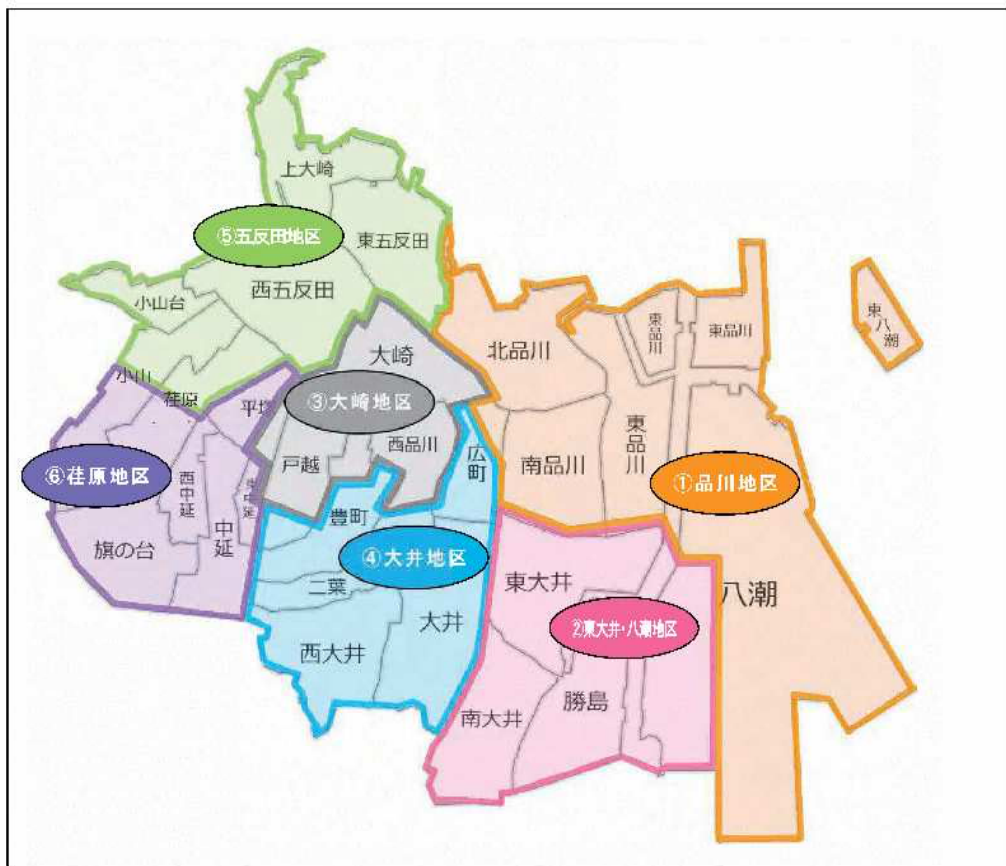 上大崎
⑤五反田地区
東五反田
西五反田
小山台
東八潮
東品川
東品川
北品川
大崎
小山
荏原
平塚
③大崎地区
西品川
戸越
広町
南品川
東品川
①品川地区
⑥荏原地区
西中延
東中延
中延
旗の台
豊町
④大井地区
二葉
大井
西大井
東大井
②東大井・八潮地区
八潮
南大井
勝島